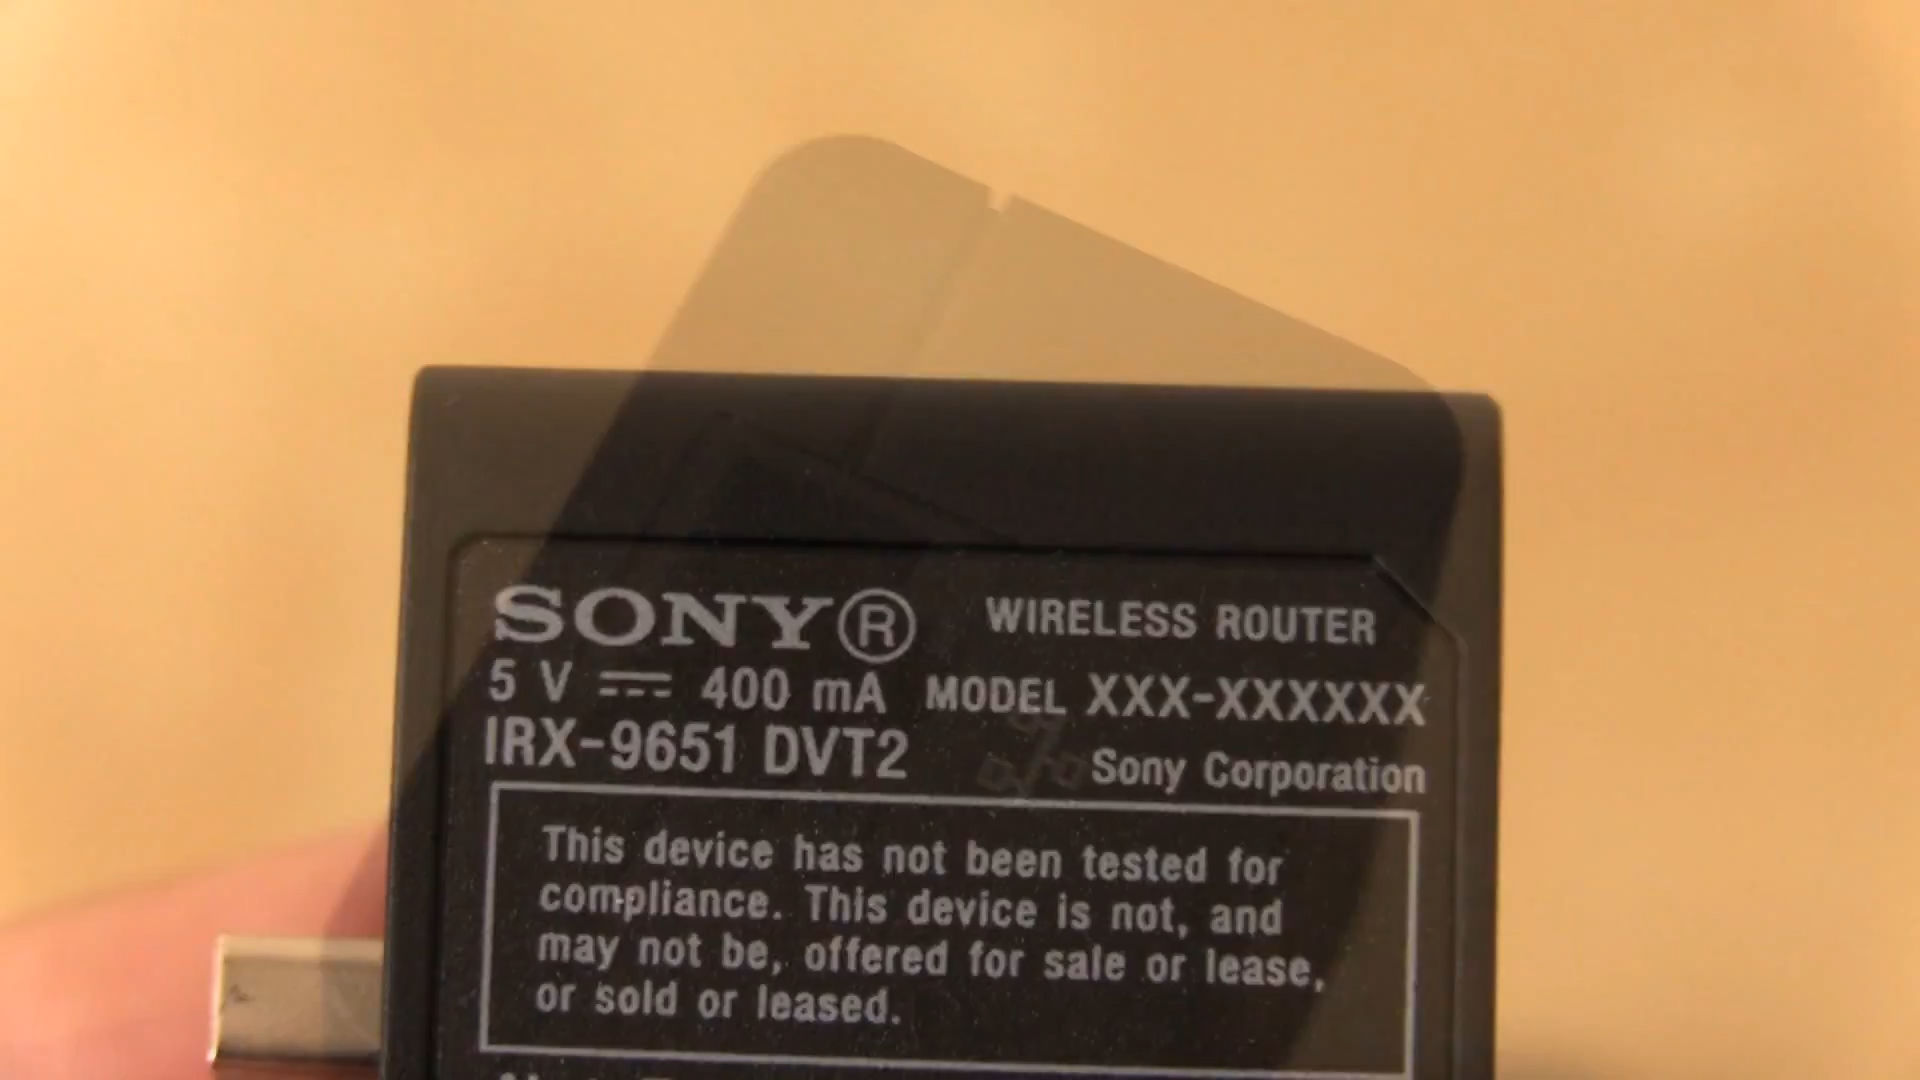 SONY® WIRELESS ROUTER
5 V 400 mA MODEL XXX-XXXXXX
IRX-9651 DVT2 Sony Corporation
This device has not been tested for
compliance. This device is not, and
may not be, offered for sale or lease,
or sold or leased.